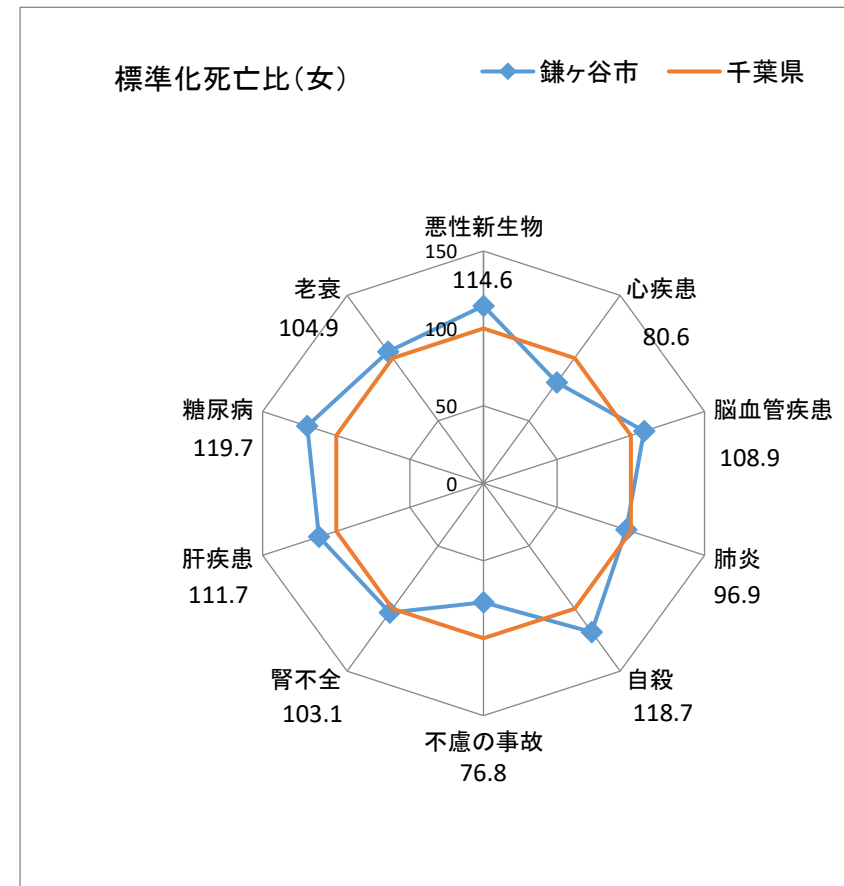 標準化死亡比(女)
鎌ヶ谷市
千葉県
悪性新生物
150
114.6
心疾患
80.6
老衰
104.9
100
糖尿病
119.7
脳血管疾患
108.9
50
0
肝疾患
111.7
肺炎
96.9
腎不全
103.1
自殺
118.7
不慮の事故
76.8